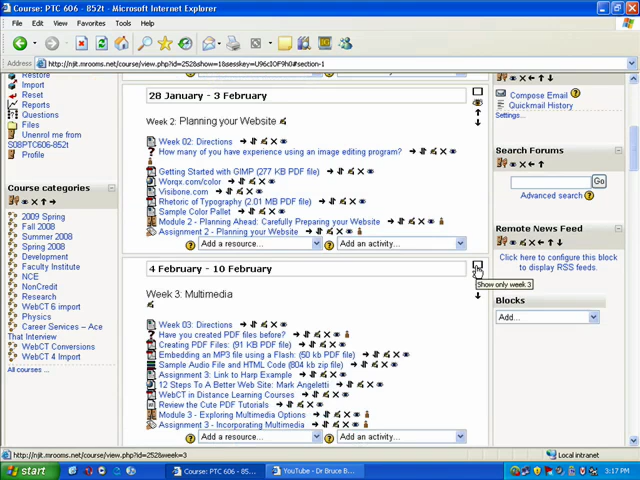 Course: PTC 606 - 852t - Microsoft Internet Explorer
File Edit View Favorites Tools Help
http://njit.mrooms.net/course/view.php?id=252&show=1&sesskey=U96cIOF9h0#section-1
Restore
Import
Reset
Reports
Questions
Files
Unenrol me from
S08PTC606-852t
Profile
Course categories
2009 Spring
Fall 2008
Summer 2008
Spring 2008
Development
Faculty Institute
NCE
NonCredit
Research
WebCT 6 import
Physics
Career Services – Ace
That Interview
WebCT Conversions
WebCT 4 Import
All courses ...
Add a resource... Add an activity...
28 January - 3 February
Week 2: Planning your Website
Week 02: Directions
How many of you have experience using an image editing program?
Getting Started with GIMP (277 KB PDF file)
Worqx.com/color
Visibone.com
Rhetoric of Typography (2.01 MB PDF file)
Sample Color Pallet
Module 2 - Planning Ahead: Carefully Preparing your Website
Assignment 2 - Planning your Website
Add a resource... Add an activity...
4 February - 10 February
Show only week 3
Week 3: Multimedia
Week 03: Directions
Have you created PDF files before?
Creating PDF Files: (91 KB PDF file)
Embedding an MP3 file using a Flash: (50 kb PDF file)
Sample Audio File and HTML Code (804 kb zip file)
Assignment 3: Link to Harp Example
12 Steps To A Better Web Site: Mark Angeletti
WebCT in Distance Learning Courses
Review the Cute PDF Tutorials
Module 3 - Exploring Multimedia Options
Assignment 3 - Incorporating Multimedia
Add a resource... Add an activity...
Compose Email
Quickmail History
Settings...
Search Forums
Go
Advanced search
Remote News Feed
Click here to configure this block
to display RSS feeds.
Blocks
Add...
http://njit.mrooms.net/course/view.php?id=252&week=3
Local intranet
start
Course: PTC 606 - 85...
YouTube - Dr Bruce B...
3:17 PM